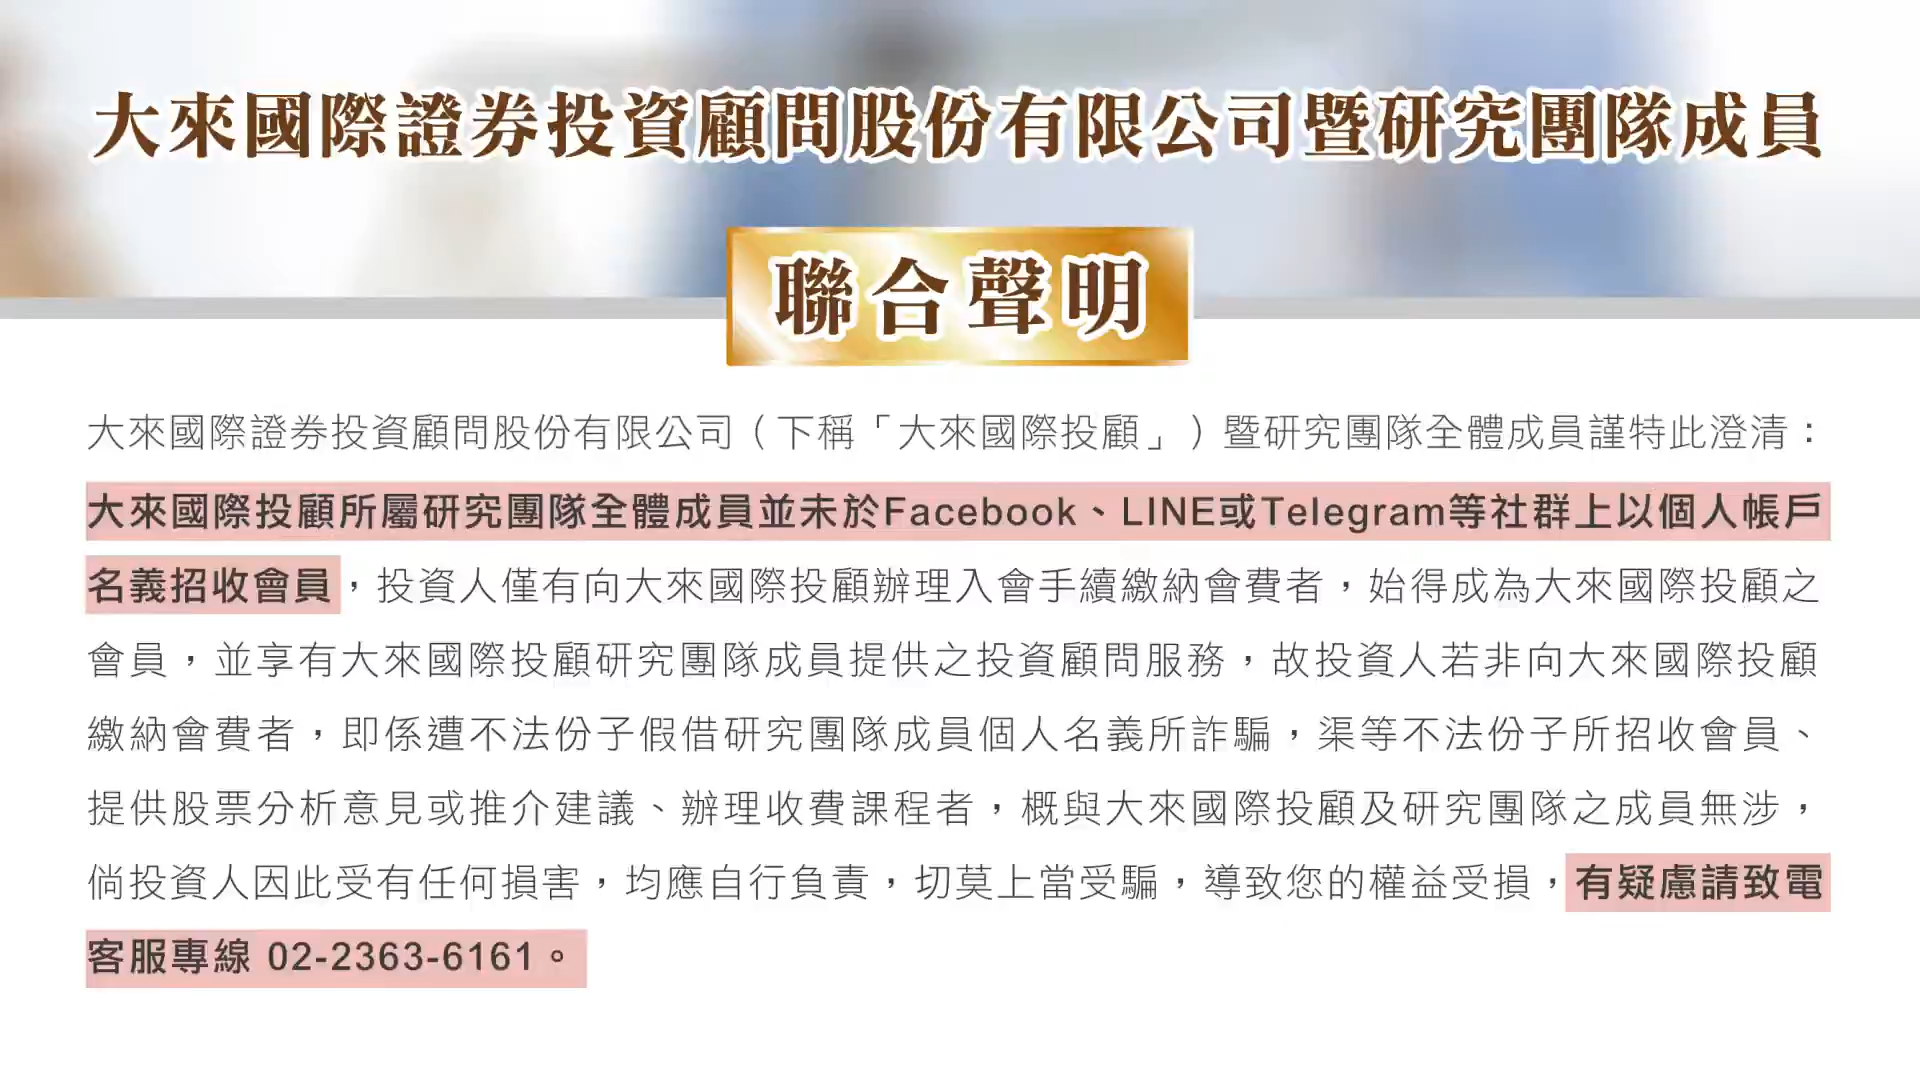 大來國際證券投資顧問股份有限公司暨研究團隊成員
聯合聲明
大來國際證券投資顧問股份有限公司（下稱「大來國際投顧」）暨研究團隊全體成員謹特此澄清：
大來國際投顧所屬研究團隊全體成員並未於Facebook、LINE或Telegram等社群上以個人帳戶
名義招收會員，投資人僅有向大來國際投顧辦理入會手續繳納會費者，始得成為大來國際投顧之
會員，並享有大來國際投顧研究團隊成員提供之投資顧問服務，故投資人若非向大來國際投顧
繳納會費者，即係遭不法份子假借研究團隊成員個人名義所詐騙，渠等不法份子所招收會員、
提供股票分析意見或推介建議、辦理收費課程者，概與大來國際投顧及研究團隊之成員無涉，
倘投資人因此受有任何損害，均應自行負責，切莫上當受騙，導致您的權益受損，有疑慮請致電
客服專線 02-2363-6161。